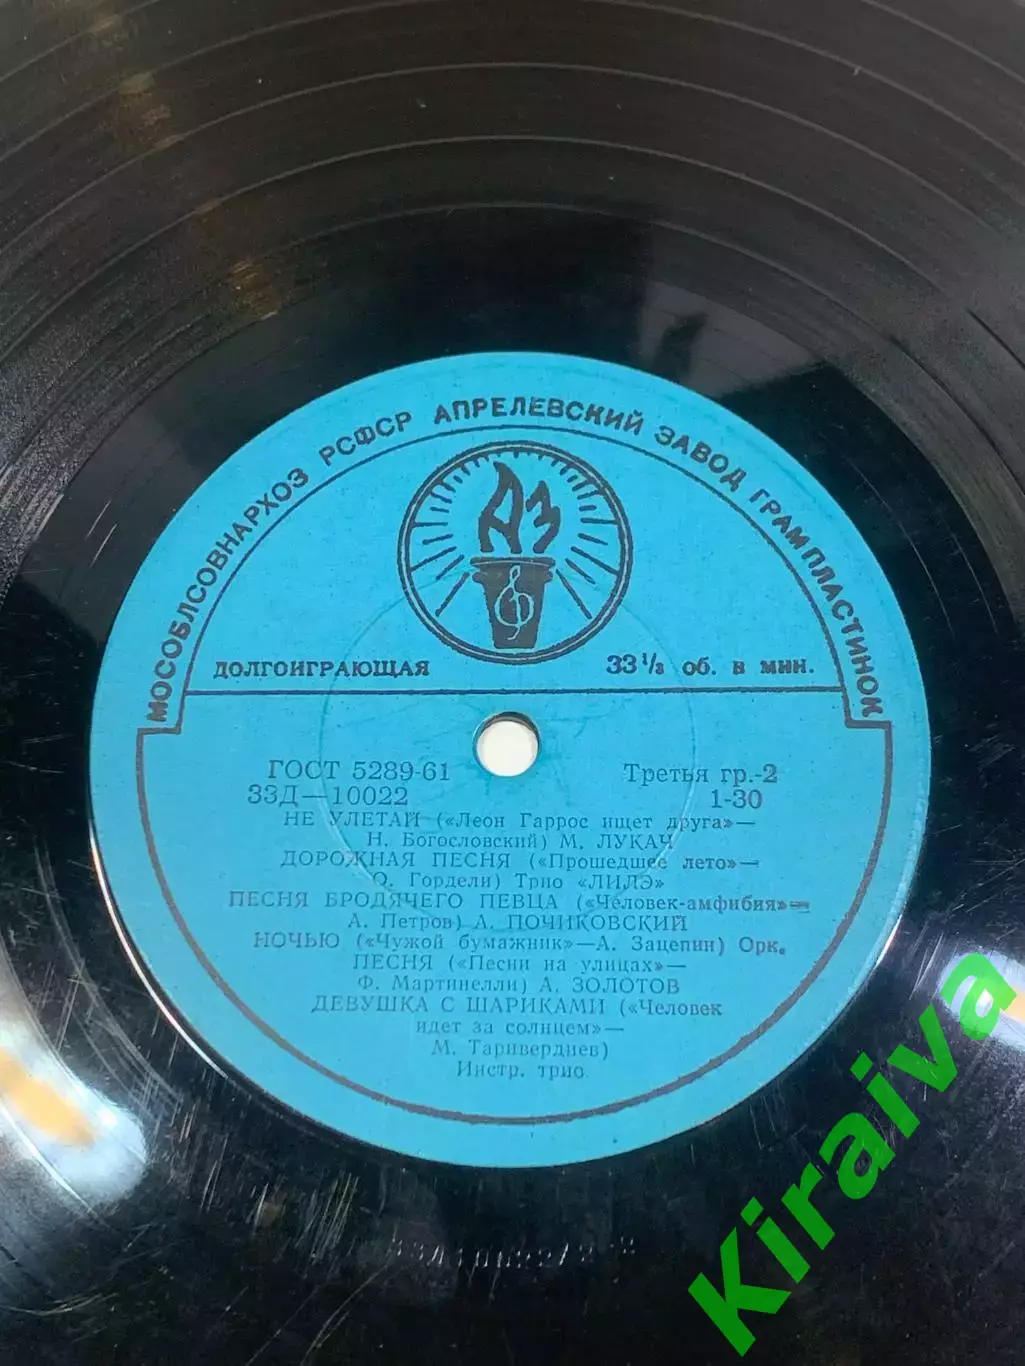 МОСОБЛСОВНАРХОЗ РСФСР АПРЕЛЕВСКИЙ ЗАВОД ГРАМПЛАСТИНОК
АЗ
ДОЛГОИГРАЮЩАЯ 33 1/3 об. в мин.
ГОСТ 5289-61 Третья гр.-2
33Д—10022 1-30
НЕ УЛЕТАЙ («Леон Гаррос ищет друга»—
Н. Богословский) М. ЛУКАЧ
ДОРОЖНАЯ ПЕСНЯ («Прошедшее лето»—
О. Гордели) Трио «ЛИЛЭ»
ПЕСНЯ БРОДЯЧЕГО ПЕВЦА («Человек-амфибия»—
А. Петров) А. ПОЧИКОВСКИЙ
НОЧЬЮ («Чужой бумажник»—А. Зацепин) Орк.
ПЕСНЯ («Песни на улицах»—
Ф. Мартинелли) А. ЗОЛОТОВ
ДЕВУШКА С ШАРИКАМИ («Человек
идет за солнцем»—
М. Таривердиев)
Инстр. трио
Kiraiva